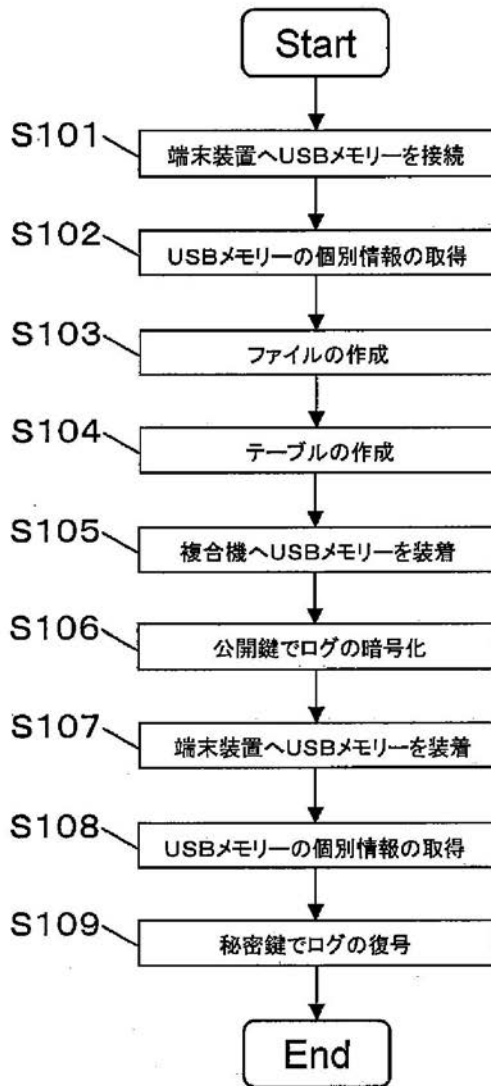 Start
S101
端末装置へUSBメモリーを接続
S102
USBメモリーの個別情報の取得
S103
ファイルの作成
S104
テーブルの作成
S105
複合機へUSBメモリーを装着
S106
公開鍵でログの暗号化
S107
端末装置へUSBメモリーを装着
S108
USBメモリーの個別情報の取得
S109
秘密鍵でログの復号
End